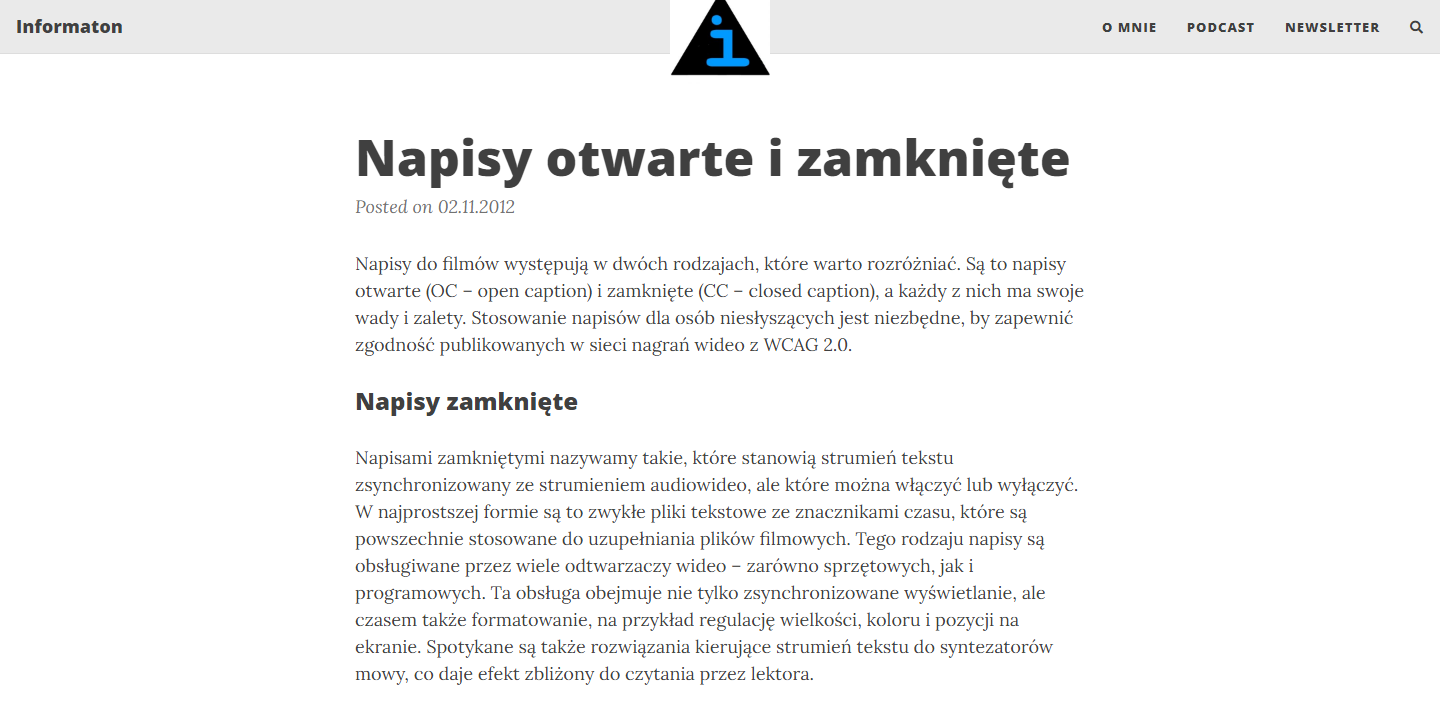 Informaton
i
O MNIE
PODCAST
NEWSLETTER
Napisy otwarte i zamknięte
Posted on 02.11.2012
Napisy do filmów występują w dwóch rodzajach, które warto rozróżniać. Są to napisy
otwarte (OC – open caption) i zamknięte (CC – closed caption), a każdy z nich ma swoje
wady i zalety. Stosowanie napisów dla osób niesłyszących jest niezbędne, by zapewnić
zgodność publikowanych w sieci nagrań wideo z WCAG 2.0.
Napisy zamknięte
Napisami zamkniętymi nazywamy takie, które stanowią strumień tekstu
zsynchronizowany ze strumieniem audiowideo, ale które można włączyć lub wyłączyć.
W najprostszej formie są to zwykłe pliki tekstowe ze znacznikami czasu, które są
powszechnie stosowane do uzupełniania plików filmowych. Tego rodzaju napisy są
obsługiwane przez wiele odtwarzaczy wideo – zarówno sprzętowych, jak i
programowych. Ta obsługa obejmuje nie tylko zsynchronizowane wyświetlanie, ale
czasem także formatowanie, na przykład regulację wielkości, koloru i pozycji na
ekranie. Spotykane są także rozwiązania kierujące strumień tekstu do syntezatorów
mowy, co daje efekt zbliżony do czytania przez lektora.